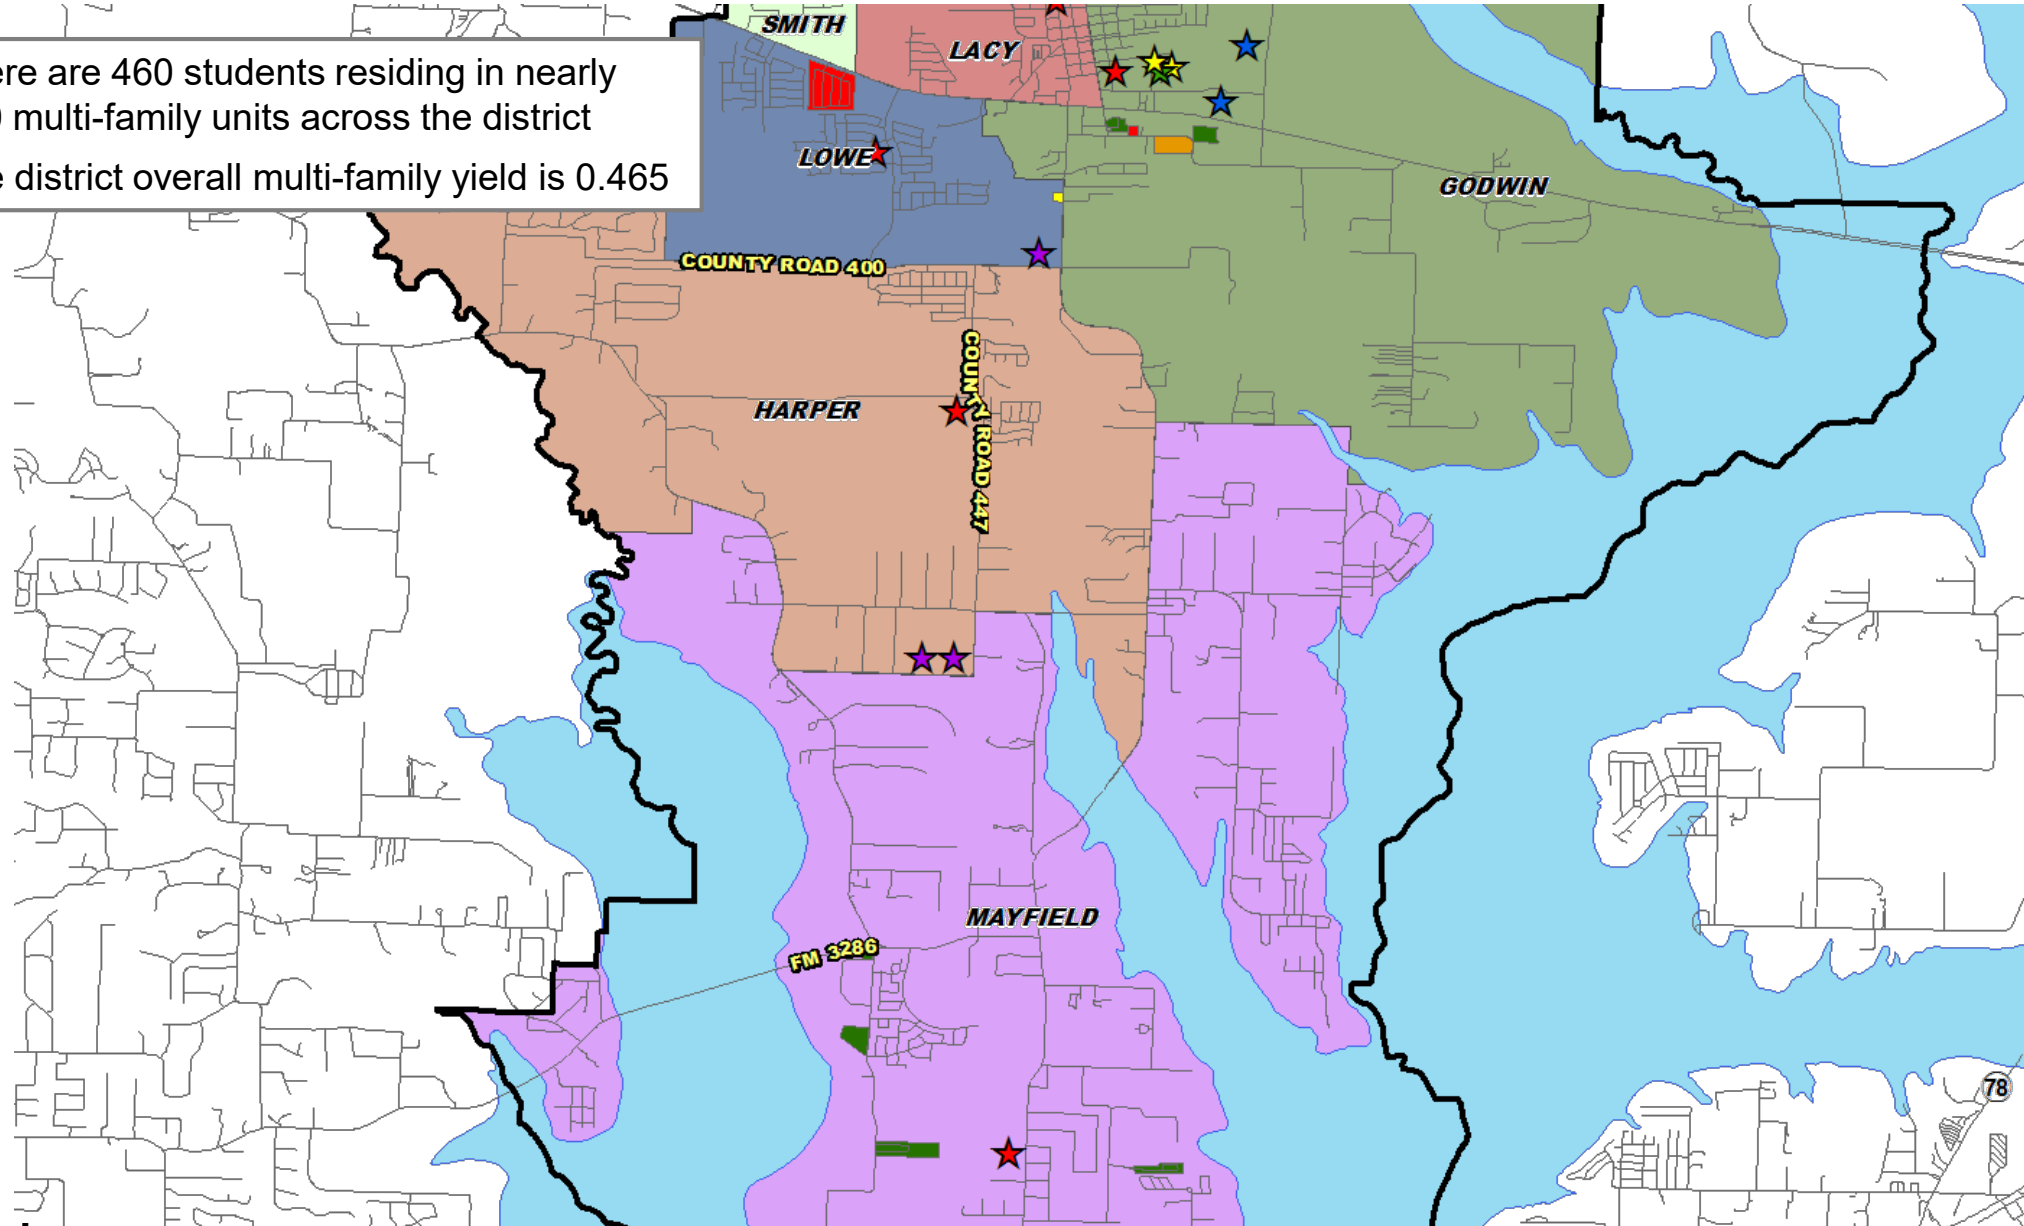 SMITH
LACY
ere are 460 students residing in nearly
0 multi-family units across the district
e district overall multi-family yield is 0.465
LOWE
GODWIN
COUNTY ROAD 400
COUNTY ROAD 447
HARPER
MAYFIELD
FM 3286
78